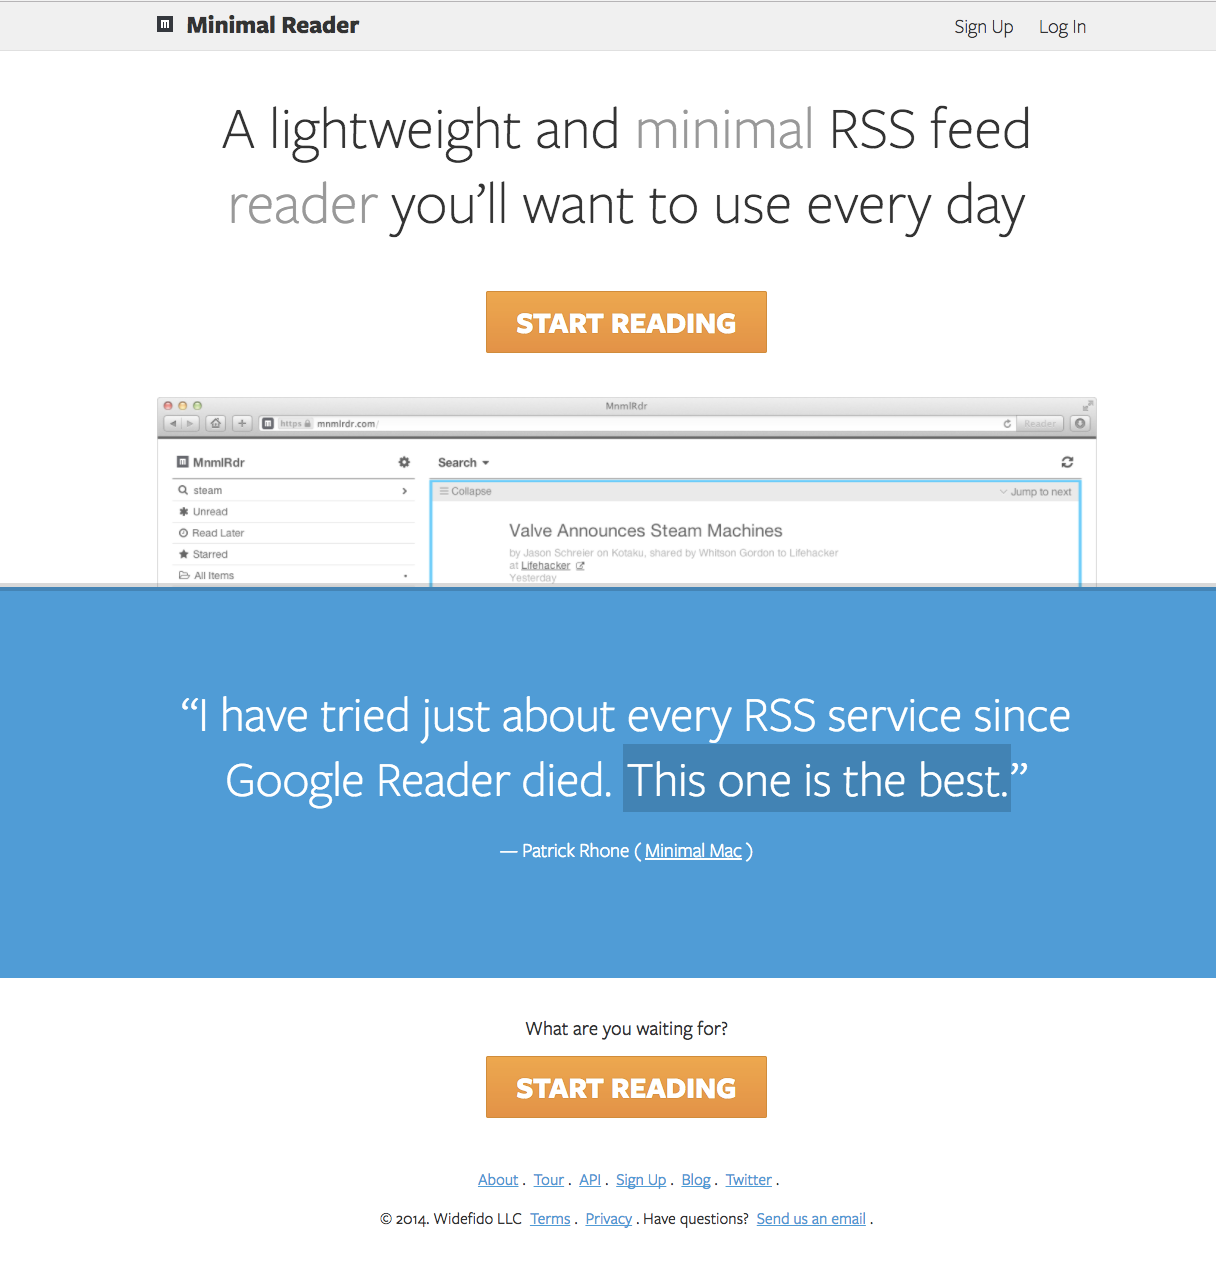 Minimal Reader
Sign Up Log In
A lightweight and minimal RSS feed
reader you’ll want to use every day
START READING
MnmlRdr
https mnmlrdr.com/
Reader
MnmlRdr
Search
steam
Unread
Read Later
Starred
All Items
Collapse
Jump to next
Valve Announces Steam Machines
by Jason Schreier on Kotaku, shared by Whitson Gordon to Lifehacker
at Lifehacker
Yesterday
“I have tried just about every RSS service since
Google Reader died. This one is the best.”
— Patrick Rhone ( Minimal Mac )
What are you waiting for?
START READING
About . Tour . API . Sign Up . Blog . Twitter .
© 2014. Widefido LLC Terms . Privacy . Have questions? Send us an email .